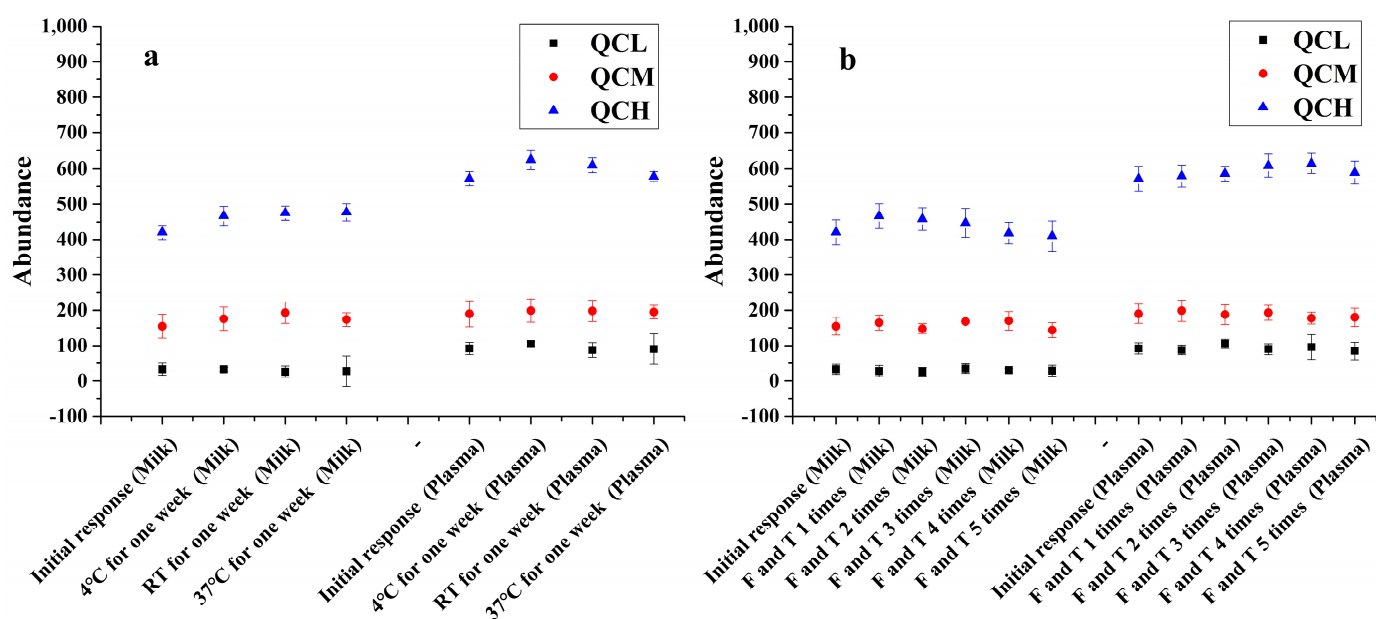 a
QCL
QCM
QCH
Abundance
1,000
900
800
700
600
500
400
300
200
100
0
-100
Initial response (Milk)
4℃ for one week (Milk)
RT for one week (Milk)
37℃ for one week (Milk)
-
Initial response (Plasma)
4℃ for one week (Plasma)
RT for one week (Plasma)
37℃ for one week (Plasma)
b
QCL
QCM
QCH
Abundance
1,000
900
800
700
600
500
400
300
200
100
0
-100
Initial response (Milk)
F and T 1 times (Milk)
F and T 2 times (Milk)
F and T 3 times (Milk)
F and T 4 times (Milk)
F and T 5 times (Milk)
-
Initial response (Plasma)
F and T 1 times (Plasma)
F and T 2 times (Plasma)
F and T 3 times (Plasma)
F and T 4 times (Plasma)
F and T 5 times (Plasma)